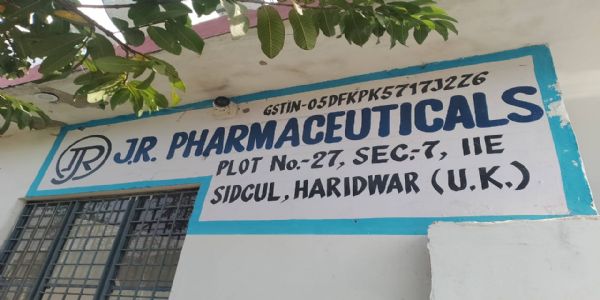 GSTIN-05DFKPK5717J2Z6
JR J.R. PHARMACEUTICALS
PLOT No.-27, SEC.-7, IIE
SIDCUL, HARIDWAR (U.K.)